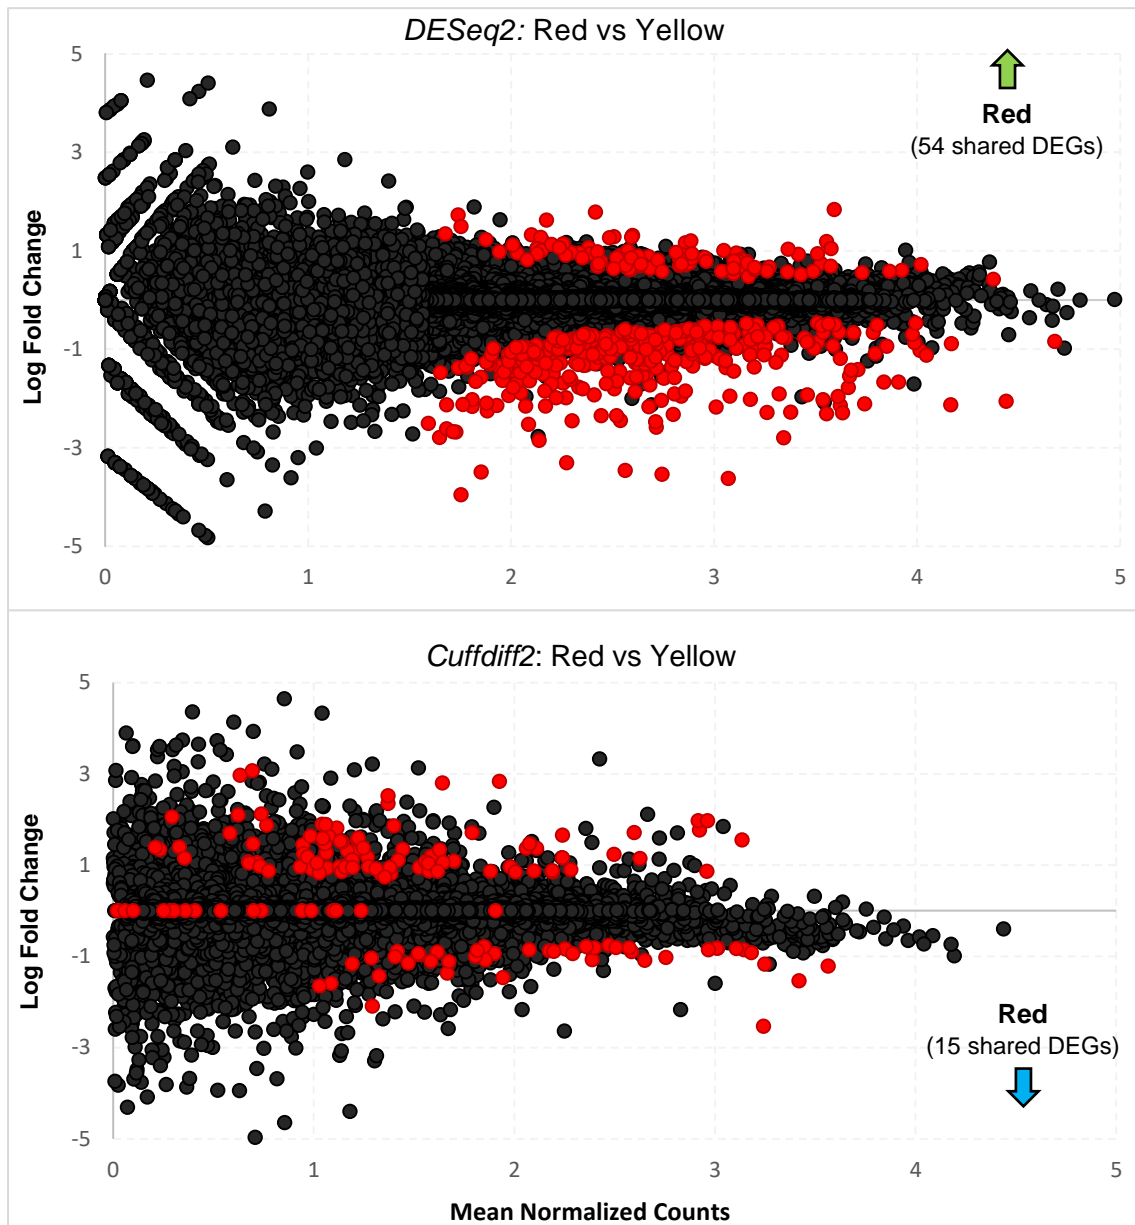 DESeq2: Red vs Yellow
5
3
1
-1
-3
-5
Log Fold Change
Red
(54 shared DEGs)
0 1 2 3 4 5
Cuffdiff2: Red vs Yellow
5
3
1
-1
-3
-5
Log Fold Change
Red
(15 shared DEGs)
0 1 2 3 4 5
Mean Normalized Counts